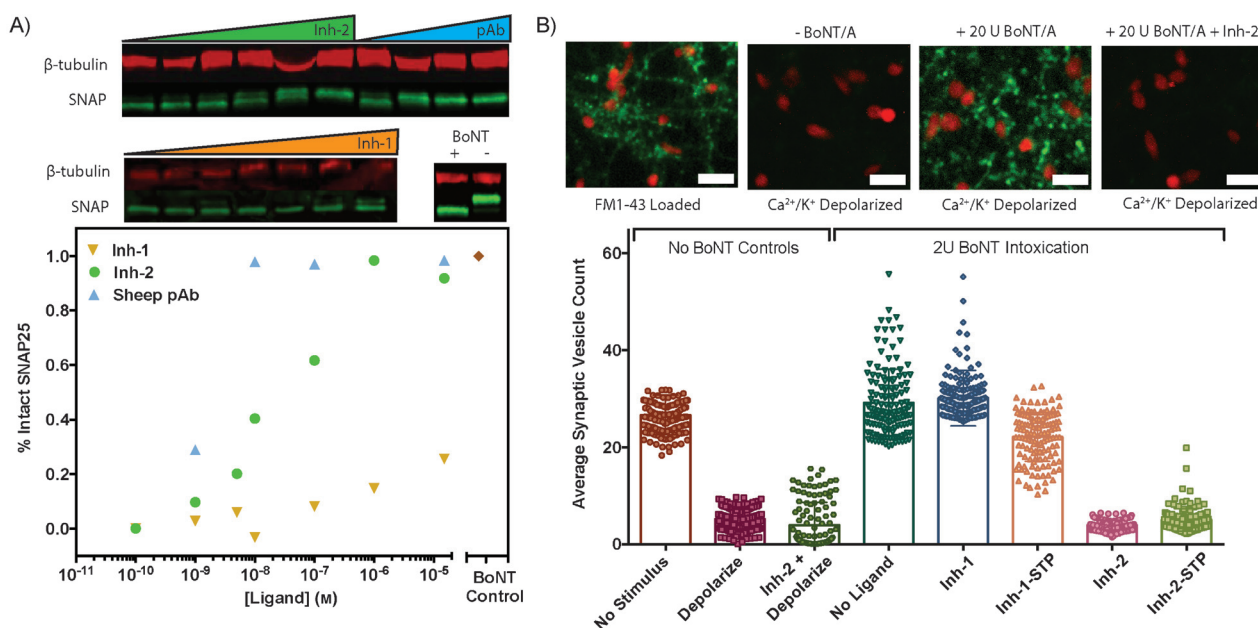 A)
Inh-2
pAb
β-tubulin
SNAP
Inh-1
BoNT
+ -
β-tubulin
SNAP
% Intact SNAP25
1.0
0.8
0.6
0.4
0.2
0.0
Inh-1
Inh-2
Sheep pAb
10⁻¹¹ 10⁻¹⁰ 10⁻⁹ 10⁻⁸ 10⁻⁷ 10⁻⁶ 10⁻⁵
BoNT
Control
[Ligand] (M)
B)
- BoNT/A
+ 20 U BoNT/A
+ 20 U BoNT/A + Inh-2
FM1-43 Loaded
Ca²⁺/K⁺ Depolarized
Ca²⁺/K⁺ Depolarized
Ca²⁺/K⁺ Depolarized
No BoNT Controls
2U BoNT Intoxication
Average Synaptic Vesicle Count
60
40
20
0
No Stimulus
Depolarize
Inh-2 +
Depolarize
No Ligand
Inh-1
Inh-1-STP
Inh-2
Inh-2-STP